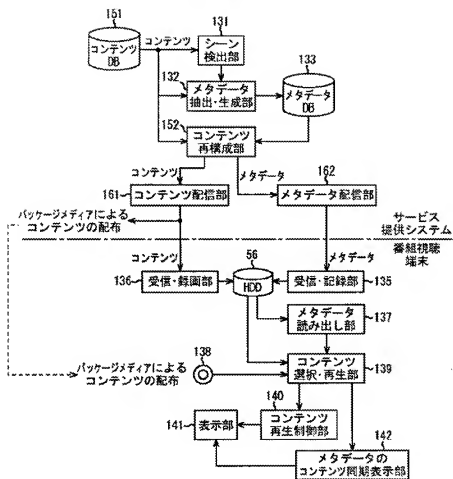 151
コンテンツ
DB
コンテンツ
131
シーン
検出部
132
メタデータ
抽出・生成部
133
メタデータ
DB
152
コンテンツ
再構成部
コンテンツ
メタデータ
161
コンテンツ配信部
162
メタデータ配信部
パッケージメディアによる
コンテンツの配布
サービス
提供システム
番組視聴
端末
コンテンツ
メタデータ
136
受信・録画部
56
HDD
受信・記録部
135
メタデータ
読み出し部
137
パッケージメディアによる
コンテンツの配布
138
コンテンツ
選択・再生部
139
140
コンテンツ
再生制御部
141
表示部
142
メタデータの
コンテンツ同期表示部